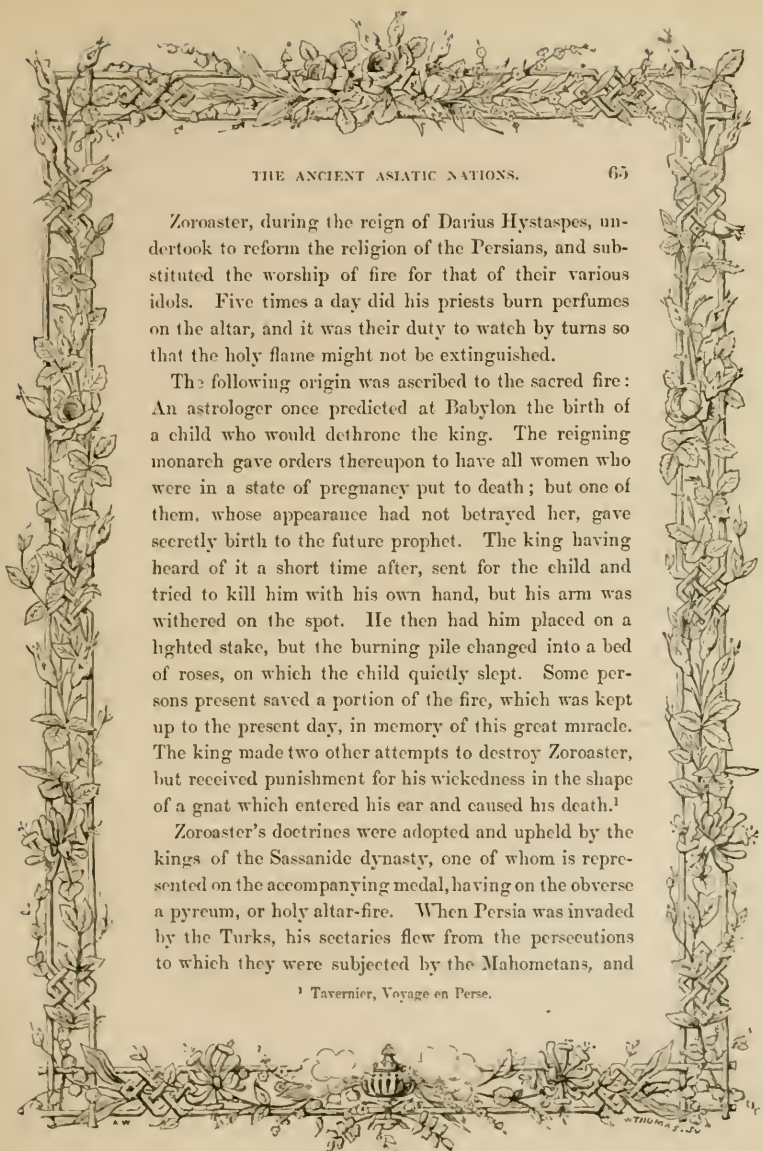 THE ANCIENT ASIATIC NATIONS. 65
Zoroaster, during the reign of Darius Hystaspes, un-
dertook to reform the religion of the Persians, and sub-
stituted the worship of fire for that of their various
idols. Five times a day did his priests burn perfumes
on the altar, and it was their duty to watch by turns so
that the holy flame might not be extinguished.
The following origin was ascribed to the sacred fire:
An astrologer once predicted at Babylon the birth of
a child who would dethrone the king. The reigning
monarch gave orders thereupon to have all women who
were in a state of pregnancy put to death; but one of
them, whose appearance had not betrayed her, gave
secretly birth to the future prophet. The king having
heard of it a short time after, sent for the child and
tried to kill him with his own hand, but his arm was
withered on the spot. He then had him placed on a
lighted stake, but the burning pile changed into a bed
of roses, on which the child quietly slept. Some per-
sons present saved a portion of the fire, which was kept
up to the present day, in memory of this great miracle.
The king made two other attempts to destroy Zoroaster,
but received punishment for his wickedness in the shape
of a gnat which entered his ear and caused his death.¹
Zoroaster's doctrines were adopted and upheld by the
kings of the Sassanide dynasty, one of whom is repre-
sented on the accompanying medal, having on the obverse
a pyreum, or holy altar-fire. When Persia was invaded
by the Turks, his sectaries flew from the persecutions
to which they were subjected by the Mahometans, and
¹ Tavernier, Voyage en Perse.
AW
THOMAS. SC